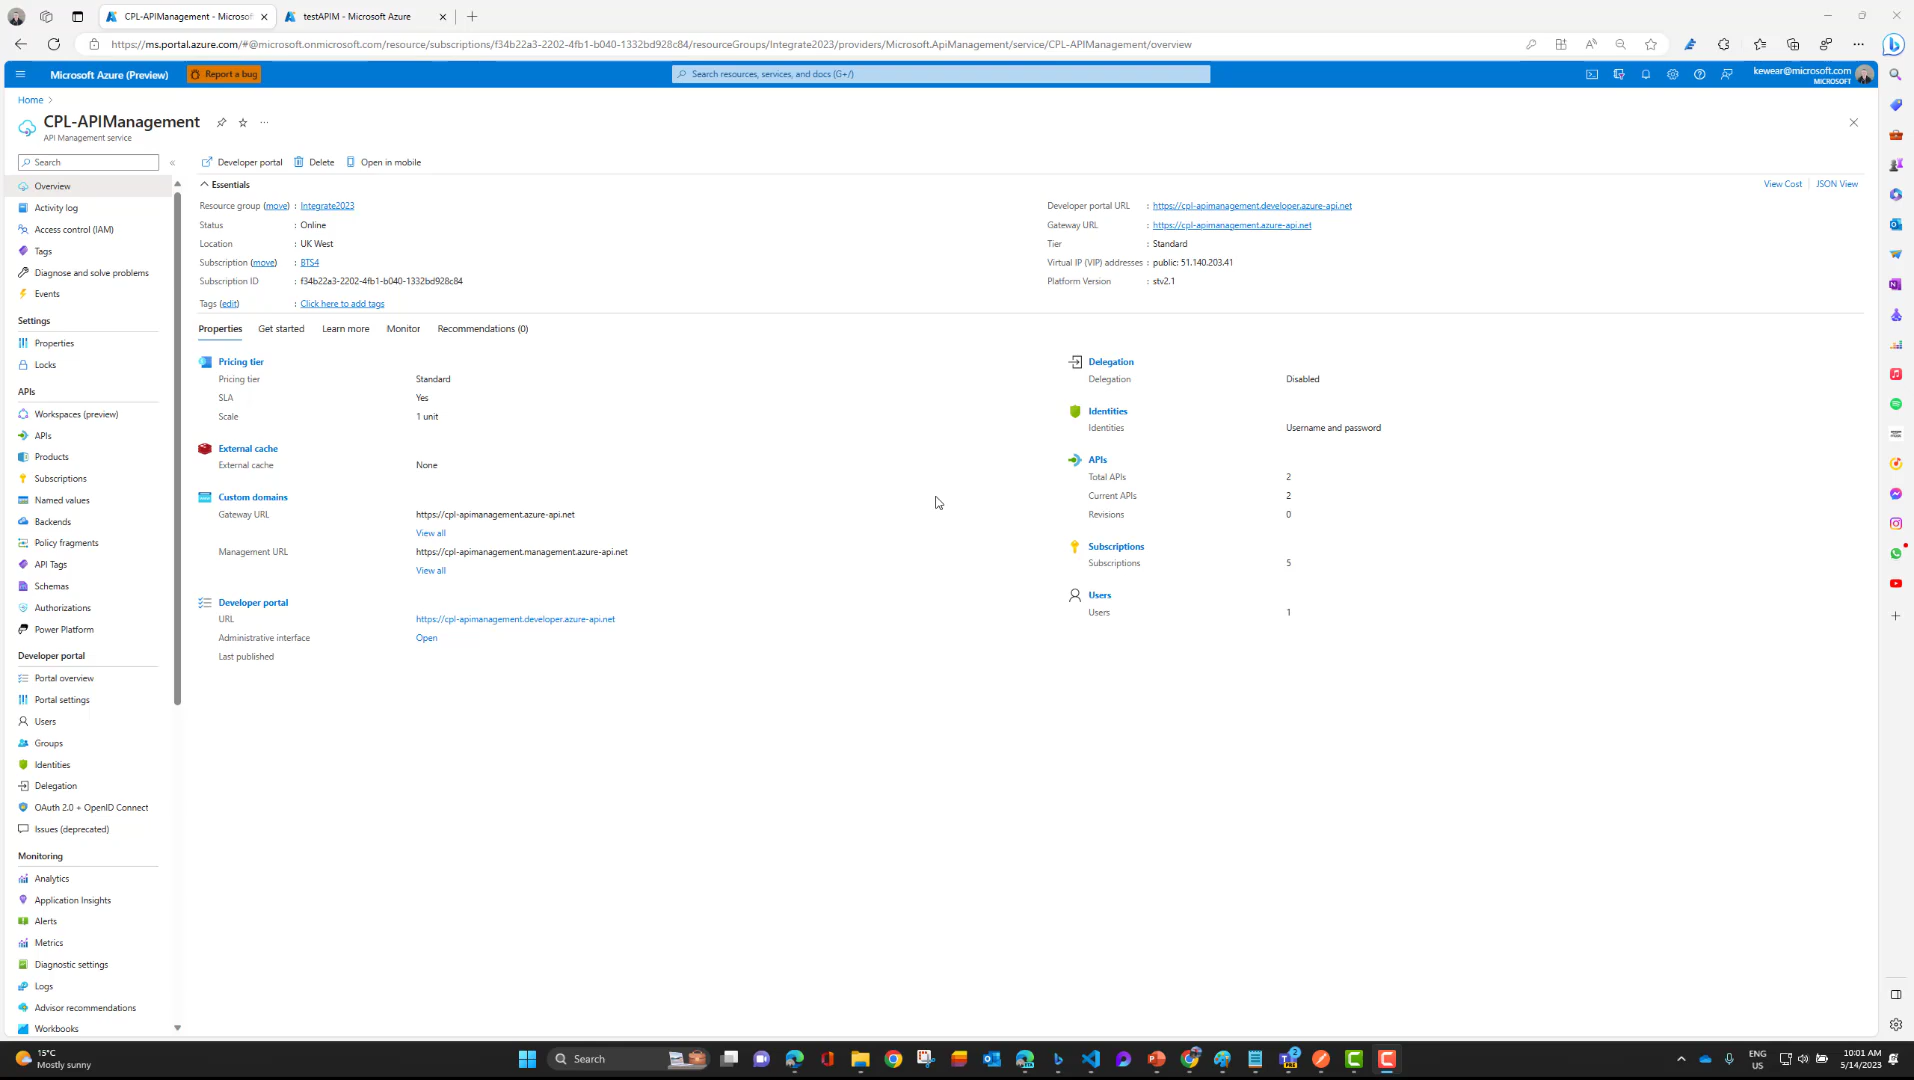 CPL-APIManagement - Microsof
testAPIM - Microsoft Azure
https://ms.portal.azure.com/#@microsoft.onmicrosoft.com/resource/subscriptions/f34b22a3-2202-4fb1-b040-1332bd928c84/resourceGroups/Integrate2023/providers/Microsoft.ApiManagement/service/CPL-APIManagement/overview
Microsoft Azure (Preview)
Report a bug
Search resources, services, and docs (G+/)
kewear@microsoft.com
MICROSOFT
Home
CPL-APIManagement
API Management service
Search
Developer portal
Delete
Open in mobile
Overview
Activity log
Access control (IAM)
Tags
Diagnose and solve problems
Events
Settings
Properties
Locks
APIs
Workspaces (preview)
APIs
Products
Subscriptions
Named values
Backends
Policy fragments
API Tags
Schemas
Authorizations
Power Platform
Developer portal
Portal overview
Portal settings
Users
Groups
Identities
Delegation
OAuth 2.0 + OpenID Connect
Issues (deprecated)
Monitoring
Analytics
Application Insights
Alerts
Metrics
Diagnostic settings
Logs
Advisor recommendations
Workbooks
Essentials
View Cost
JSON View
Resource group (move) : Integrate2023
Status : Online
Location : UK West
Subscription (move) : BTS4
Subscription ID : f34b22a3-2202-4fb1-b040-1332bd928c84
Tags (edit) : Click here to add tags
Developer portal URL : https://cpl-apimanagement.developer.azure-api.net
Gateway URL : https://cpl-apimanagement.azure-api.net
Tier : Standard
Virtual IP (VIP) addresses : public: 51.140.203.41
Platform Version : stv2.1
Properties
Get started
Learn more
Monitor
Recommendations (0)
Pricing tier
Pricing tier Standard
SLA Yes
Scale 1 unit
External cache
External cache None
Custom domains
Gateway URL https://cpl-apimanagement.azure-api.net
View all
Management URL https://cpl-apimanagement.management.azure-api.net
View all
Developer portal
URL https://cpl-apimanagement.developer.azure-api.net
Administrative interface Open
Last published
Delegation
Delegation Disabled
Identities
Identities Username and password
APIs
Total APIs 2
Current APIs 2
Revisions 0
Subscriptions
Subscriptions 5
Users
Users 1
15°C
Mostly sunny
Search
2
ENG
US
10:01 AM
5/14/2023